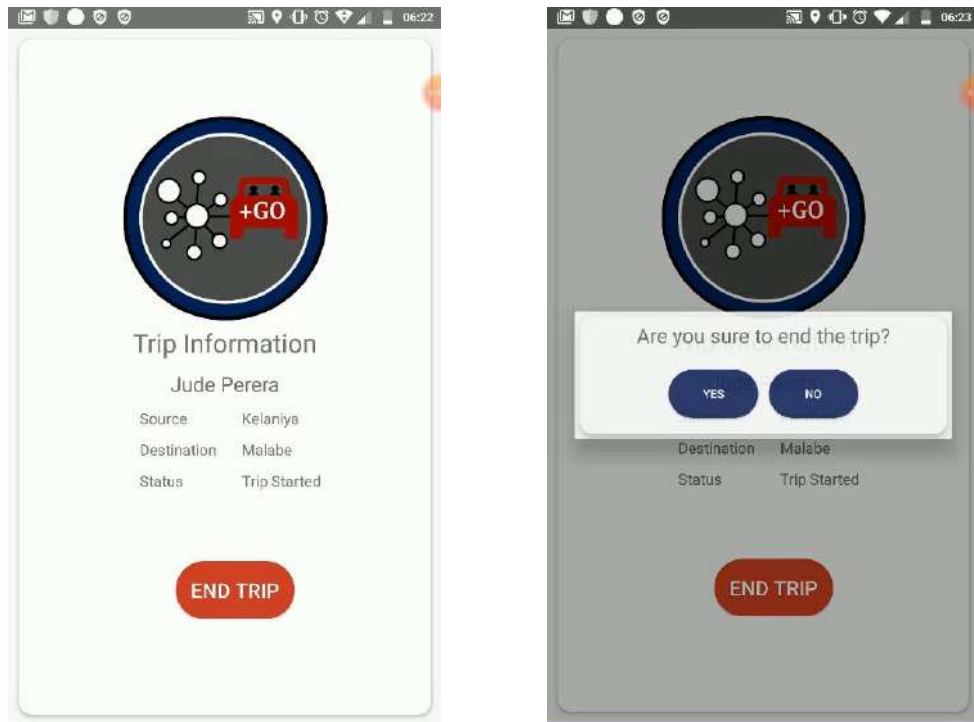 06:22
+GO
Trip Information
Jude Perera
Source Kelaniya
Destination Malabe
Status Trip Started
END TRIP
06:23
+GO
Are you sure to end the trip?
YES NO
Destination Malabe
Status Trip Started
END TRIP